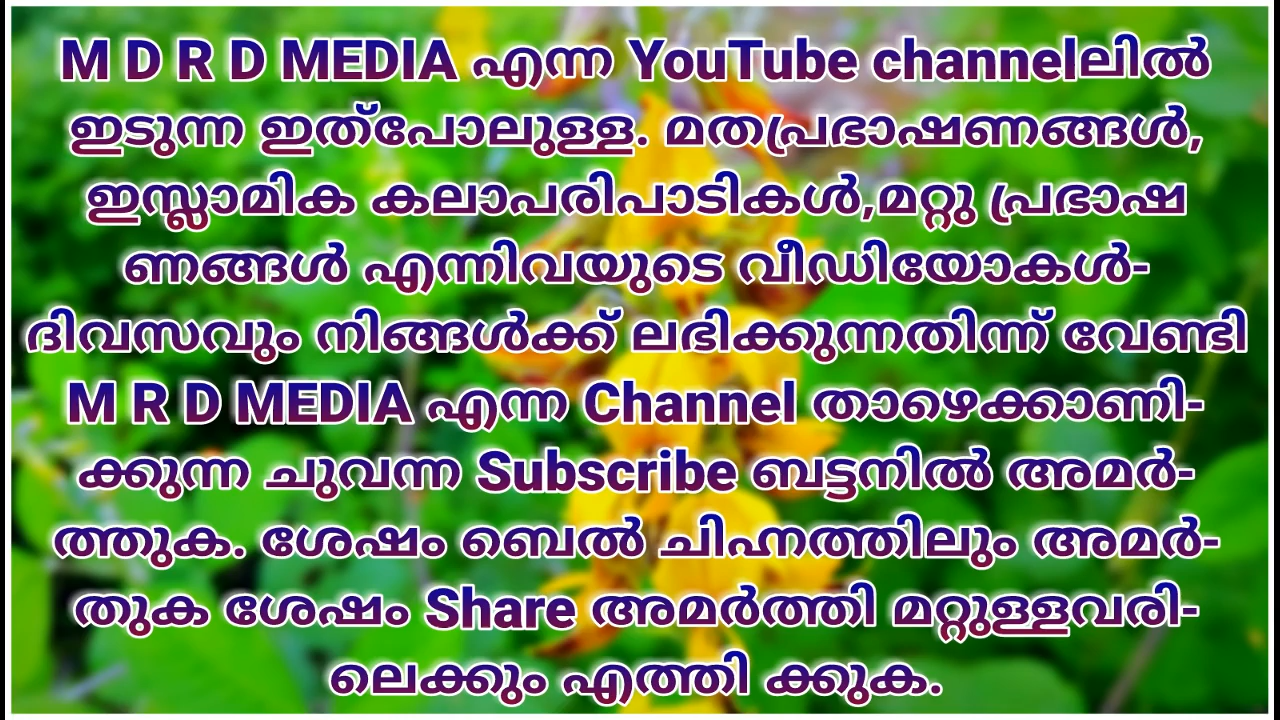 M D R D MEDIA എന്ന YouTube channelലിൽ
ഇടുന്ന ഇത്പോലുള്ള. മതപ്രഭാഷണങ്ങൾ,
ഇസ്ലാമിക കലാപരിപാടികൾ,മറ്റു പ്രഭാഷ
ണങ്ങൾ എന്നിവയുടെ വീഡിയോകൾ-
ദിവസവും നിങ്ങൾക്ക് ലഭിക്കുന്നതിന്ന് വേണ്ടി
M R D MEDIA എന്ന Channel താഴെക്കാണി-
ക്കുന്ന ചുവന്ന Subscribe ബട്ടനിൽ അമർ-
ത്തുക. ശേഷം ബെൽ ചിഹ്നത്തിലും അമർ-
തുക ശേഷം Share അമർത്തി മറ്റുള്ളവരി-
ലെക്കും എത്തി ക്കുക.